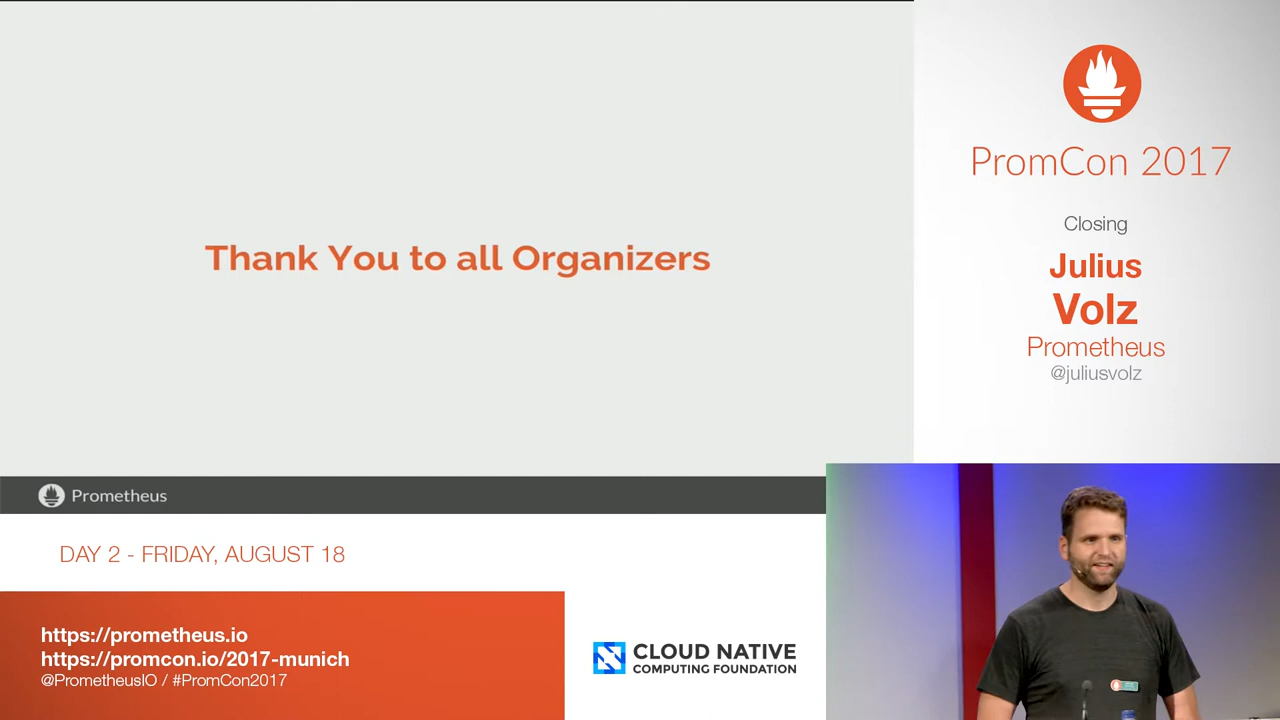 Thank You to all Organizers
Prometheus
DAY 2 - FRIDAY, AUGUST 18
https://prometheus.io
https://promcon.io/2017-munich
@PrometheusIO / #PromCon2017
CLOUD NATIVE
COMPUTING FOUNDATION
PromCon 2017
Closing
Julius
Volz
Prometheus
@juliusvolz